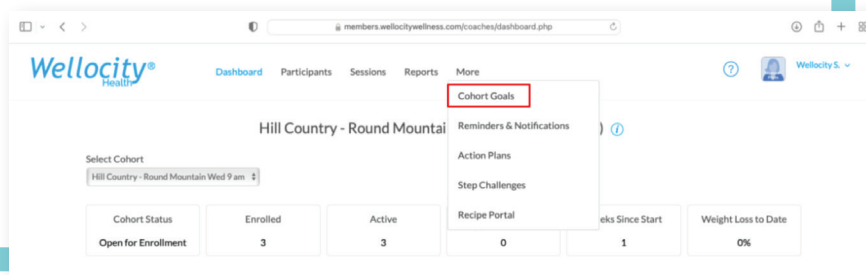 members.wellocitywellness.com/coaches/dashboard.php
Wellocity®
Health
Dashboard Participants Sessions Reports More
? Wellocity S.
Cohort Goals
Reminders & Notifications
Action Plans
Step Challenges
Recipe Portal
Hill Country - Round Mountai ) i
Select Cohort
Hill Country - Round Mountain Wed 9 am
Cohort Status Enrolled Active eks Since Start Weight Loss to Date
Open for Enrollment 3 3 0 1 0%